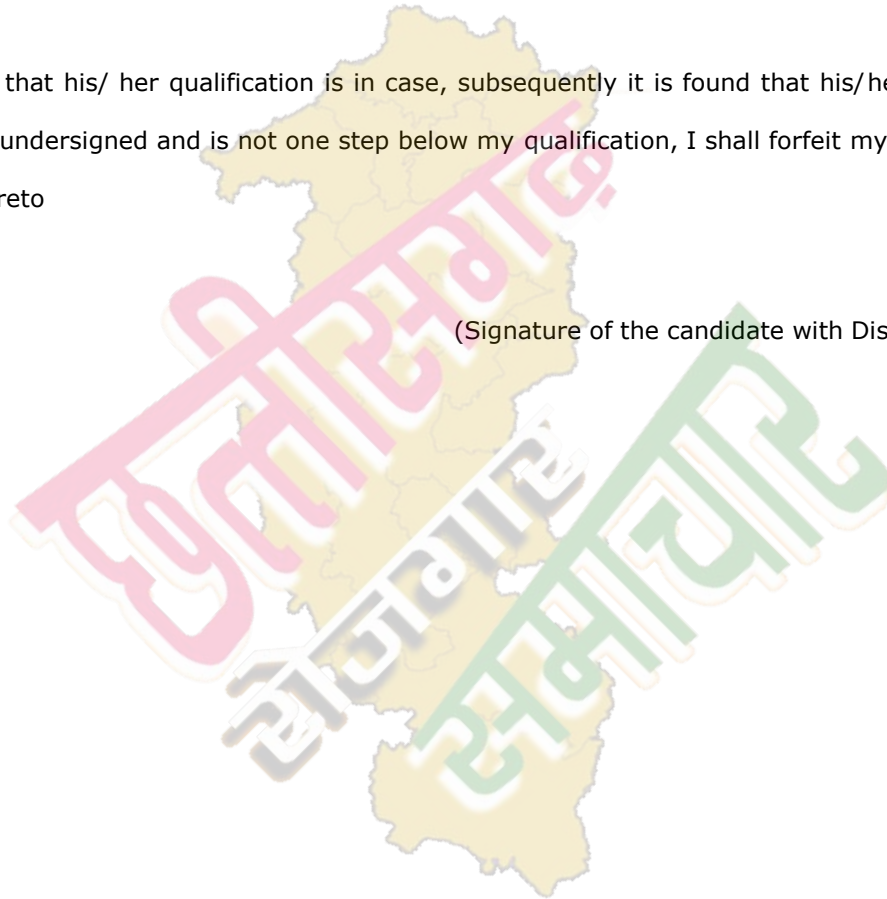 that his/ her qualification is in case, subsequently it is found that his/he
undersigned and is not one step below my qualification, I shall forfeit my
reto
(Signature of the candidate with Dis
छत्तीसगढ़
रोजगार
समाचार